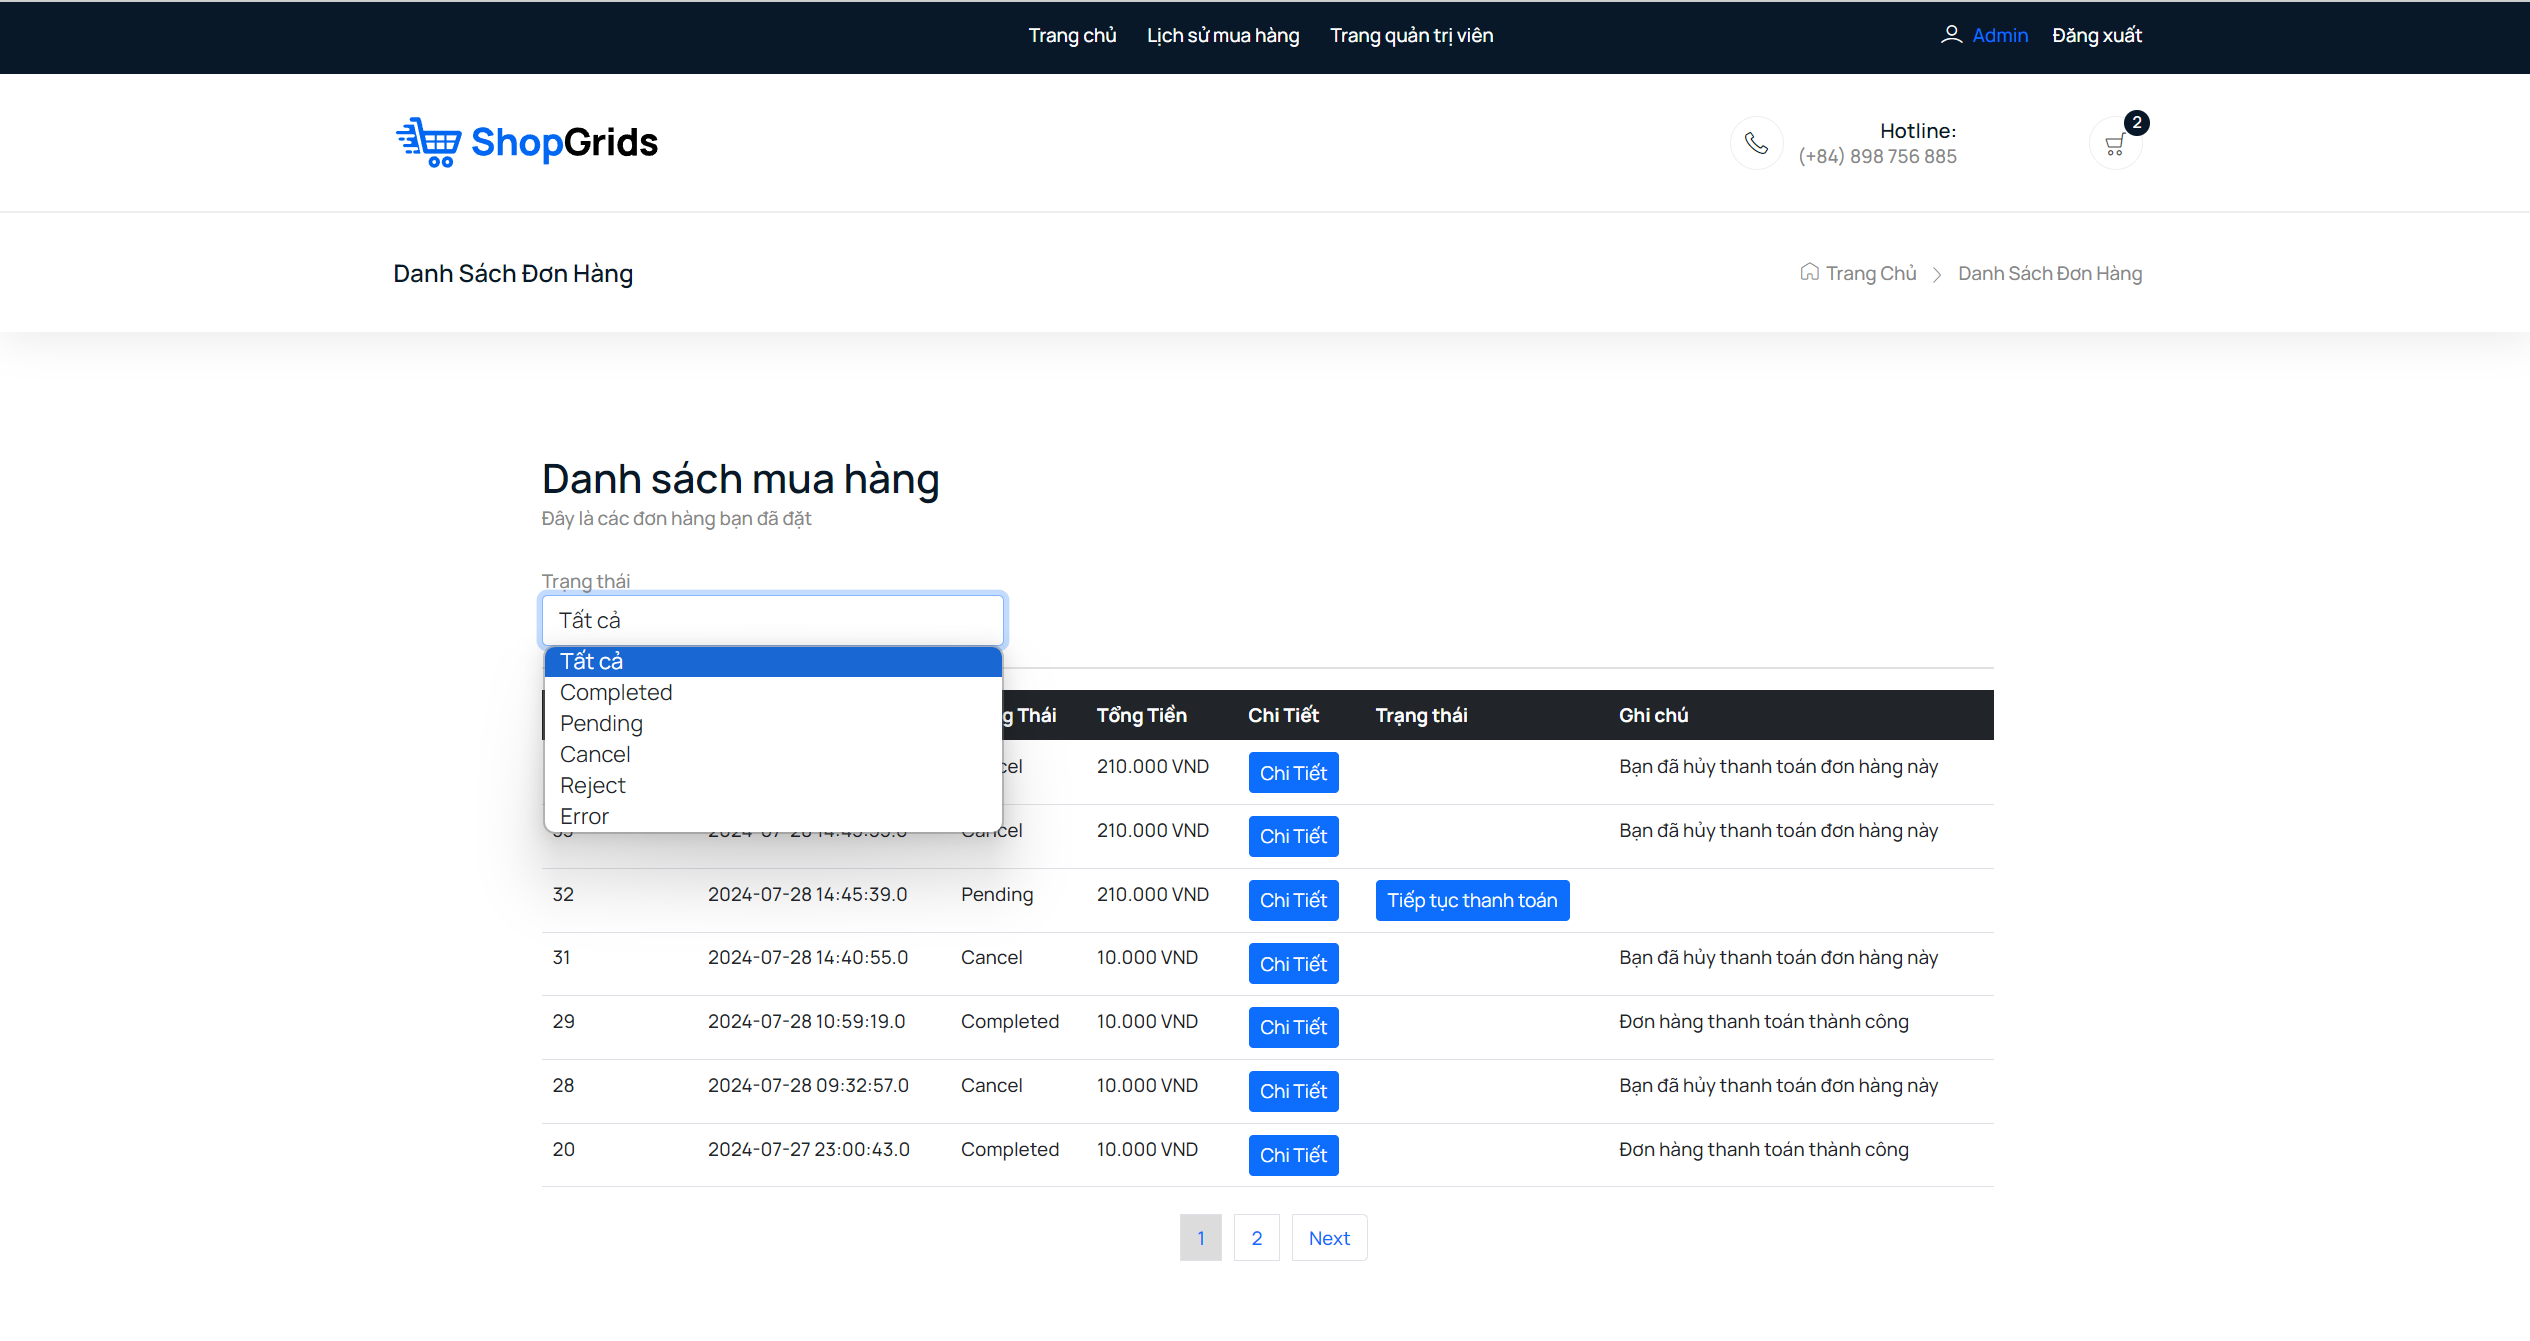 Trang chủ Lịch sử mua hàng Trang quản trị viên Admin Đăng xuất
ShopGrids
Hotline:
(+84) 898 756 885
2
Danh Sách Đơn Hàng
Trang Chủ Danh Sách Đơn Hàng
Danh sách mua hàng
Đây là các đơn hàng bạn đã đặt
Trạng thái
Tất cả
Tất cả
Completed
Pending
Cancel
Reject
Error
Thái Tổng Tiền Chi Tiết Trạng thái Ghi chú
210.000 VND Chi Tiết Bạn đã hủy thanh toán đơn hàng này
Cancel 210.000 VND Chi Tiết Bạn đã hủy thanh toán đơn hàng này
32 2024-07-28 14:45:39.0 Pending 210.000 VND Chi Tiết Tiếp tục thanh toán
31 2024-07-28 14:40:55.0 Cancel 10.000 VND Chi Tiết Bạn đã hủy thanh toán đơn hàng này
29 2024-07-28 10:59:19.0 Completed 10.000 VND Chi Tiết Đơn hàng thanh toán thành công
28 2024-07-28 09:32:57.0 Cancel 10.000 VND Chi Tiết Bạn đã hủy thanh toán đơn hàng này
20 2024-07-27 23:00:43.0 Completed 10.000 VND Chi Tiết Đơn hàng thanh toán thành công
1 2 Next